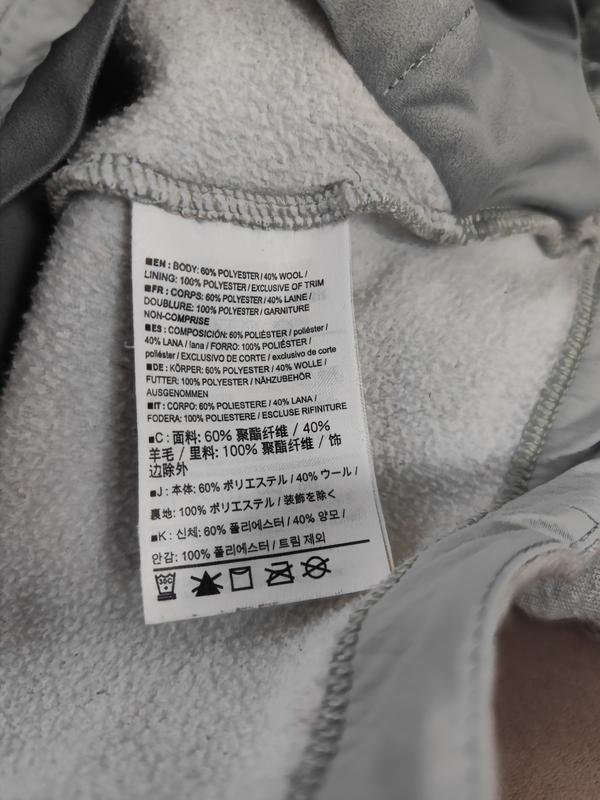 ■EN : BODY: 60% POLYESTER / 40% WOOL /
LINING: 100% POLYESTER / EXCLUSIVE OF TRIM
■FR : CORPS: 60% POLYESTER / 40% LAINE /
DOUBLURE: 100% POLYESTER / GARNITURE
NON-COMPRISE
■ES : COMPOSICIÓN: 60% POLIÉSTER / poliéster /
40% LANA / lana / FORRO: 100% POLIÉSTER /
poliéster / EXCLUSIVO DE CORTE / exclusivo de corte
■DE : KÖRPER: 60% POLYESTER / 40% WOLLE /
FUTTER: 100% POLYESTER / NÄHZUBEHÖR
AUSGENOMMEN
■IT : CORPO: 60% POLIESTERE / 40% LANA /
FODERA: 100% POLIESTERE / ESCLUSE RIFINITURE
■C : 面料: 60% 聚酯纤维 / 40%
羊毛 / 里料: 100% 聚酯纤维 / 饰
边除外
■J : 本体: 60% ポリエステル / 40% ウール /
裏地: 100% ポリエステル / 装飾を除く
■K : 신체: 60% 폴리에스터 / 40% 양모 /
안감: 100% 폴리에스터 / 트림 제외
30C